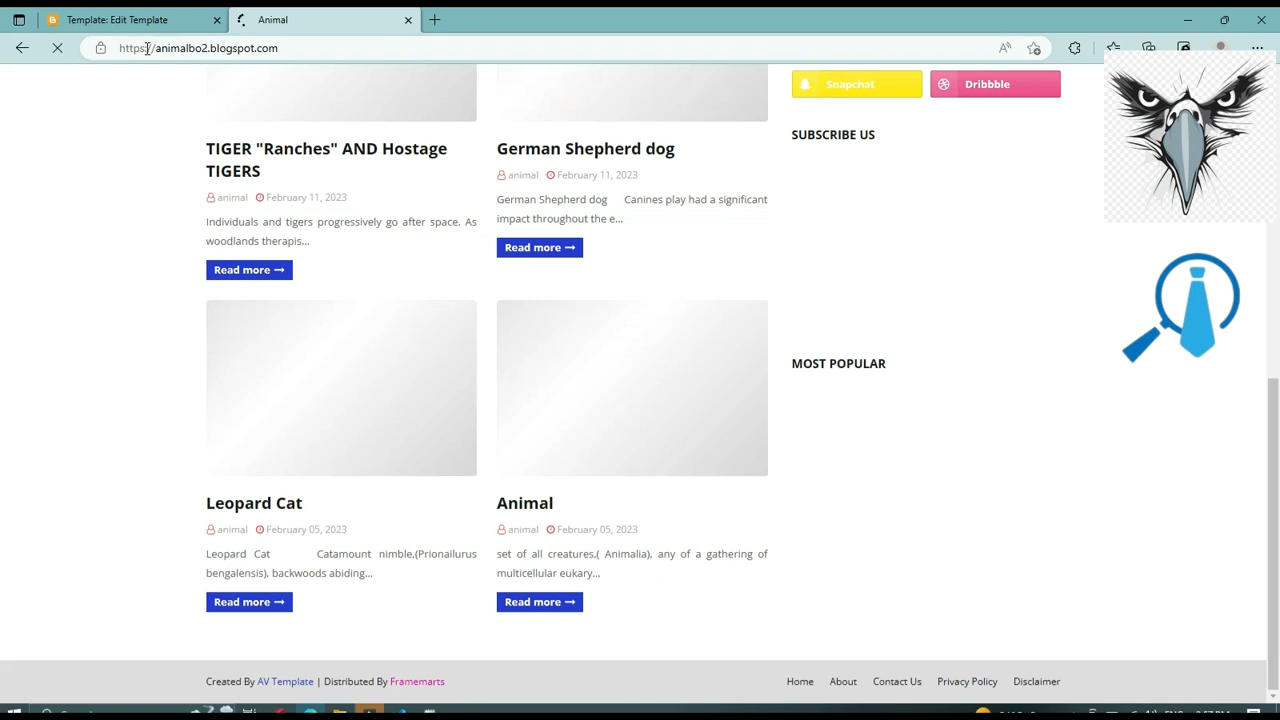 Template: Edit Template
Animal
https://animalbo2.blogspot.com
Snapchat
Dribbble
SUBSCRIBE US
TIGER "Ranches" AND Hostage
TIGERS
animal February 11, 2023
Individuals and tigers progressively go after space. As
woodlands therapis...
Read more →
German Shepherd dog
animal February 11, 2023
German Shepherd dog Canines play had a significant
impact throughout the e...
Read more →
MOST POPULAR
Leopard Cat
animal February 05, 2023
Leopard Cat Catamount nimble,(Prionailurus
bengalensis), backwoods abiding...
Read more →
Animal
animal February 05, 2023
set of all creatures,( Animalia), any of a gathering of
multicellular eukary...
Read more →
Created By AV Template | Distributed By Framemarts
Home About Contact Us Privacy Policy Disclaimer